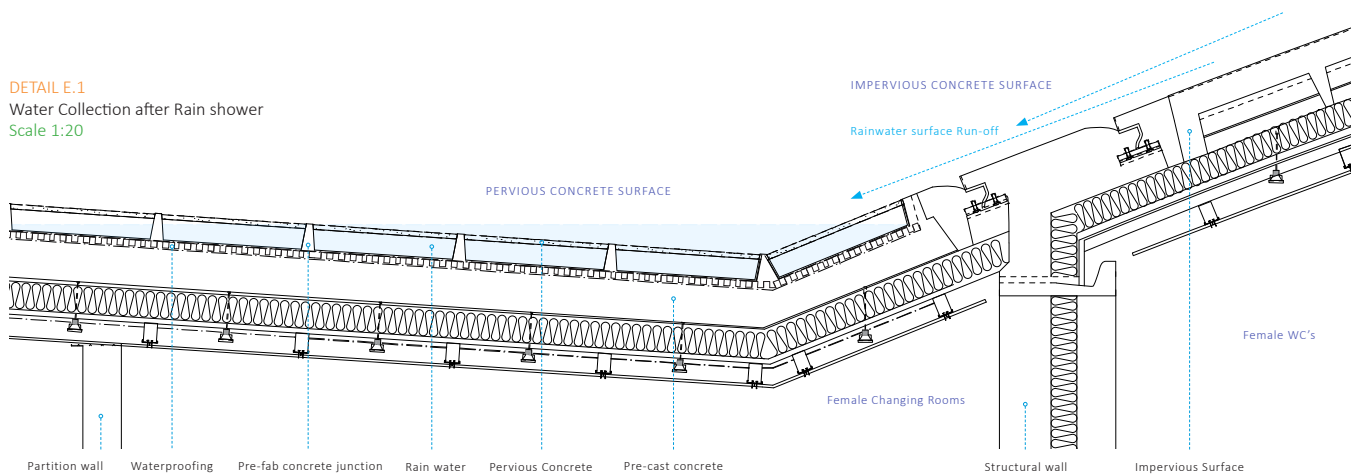 DETAIL E.1
Water Collection after Rain shower
Scale 1:20
IMPERVIOUS CONCRETE SURFACE
Rainwater surface Run-off
PERVIOUS CONCRETE SURFACE
Female WC's
Female Changing Rooms
Partition wall
Waterproofing
Pre-fab concrete junction
Rain water
Pervious Concrete
Pre-cast concrete
Structural wall
Impervious Surface